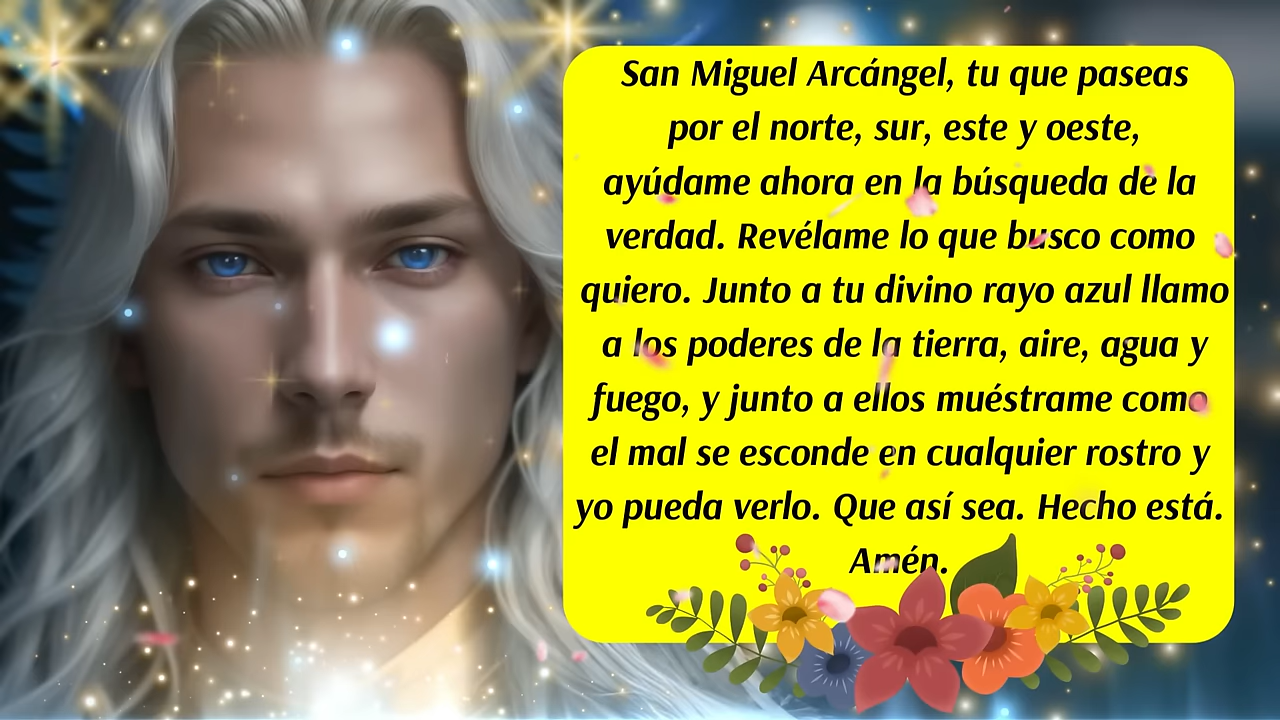 San Miguel Arcángel, tu que paseas
por el norte, sur, este y oeste,
ayúdame ahora en la búsqueda de la
verdad. Revélame lo que busco como
quiero. Junto a tu divino rayo azul llamo
a los poderes de la tierra, aire, agua y
fuego, y junto a ellos muéstrame como
el mal se esconde en cualquier rostro y
yo pueda verlo. Que así sea. Hecho está.
Amén.